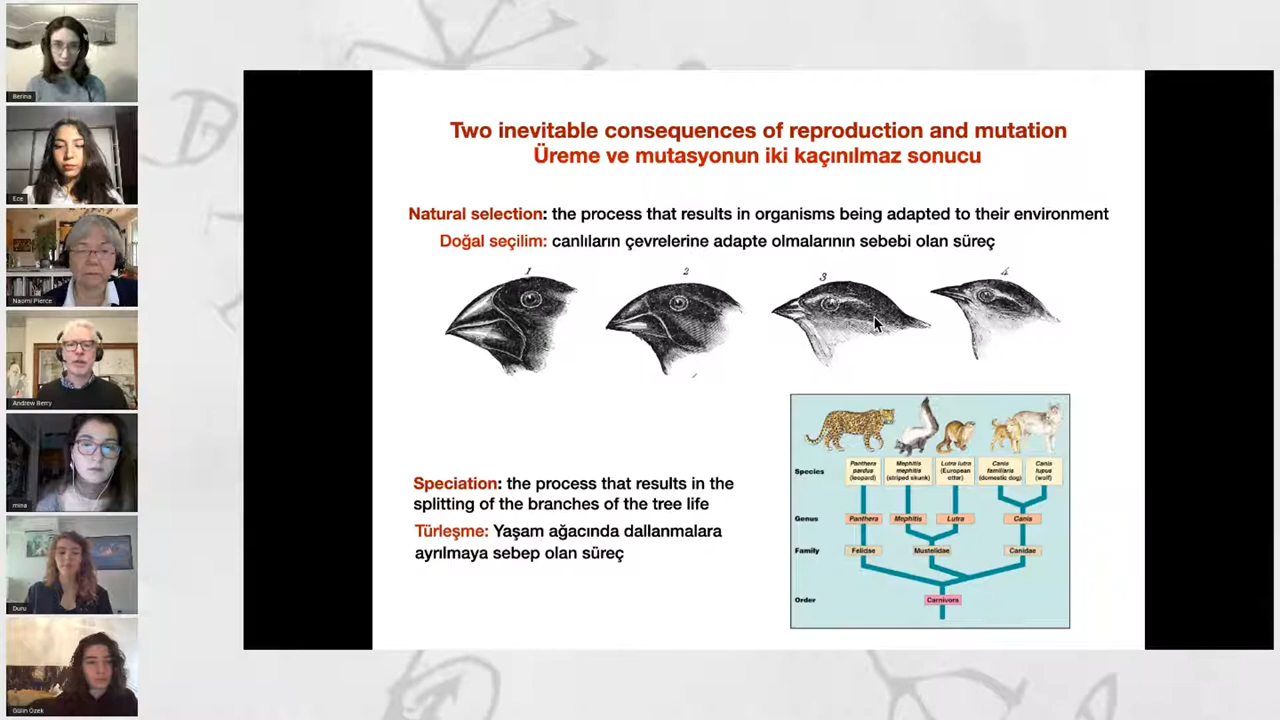 Berina
Ece
Naomi Pierce
Andrew Berry
mina
Duru
Gülin Özek
Two inevitable consequences of reproduction and mutation
Üreme ve mutasyonun iki kaçınılmaz sonucu
Natural selection: the process that results in organisms being adapted to their environment
Doğal seçilim: canlıların çevrelerine adapte olmalarının sebebi olan süreç
1 2 3 4
Speciation: the process that results in the
splitting of the branches of the tree life
Türleşme: Yaşam ağacında dallanmalara
ayrılmaya sebep olan süreç
Species
Panthera
pardus
(leopard)
Mephitis
mephitis
(striped skunk)
Lutra lutra
(European
otter)
Canis
familiaris
(domestic dog)
Canis
lupus
(wolf)
Genus Panthera Mephitis Lutra Canis
Family Felidae Mustelidae Canidae
Order Carnivora